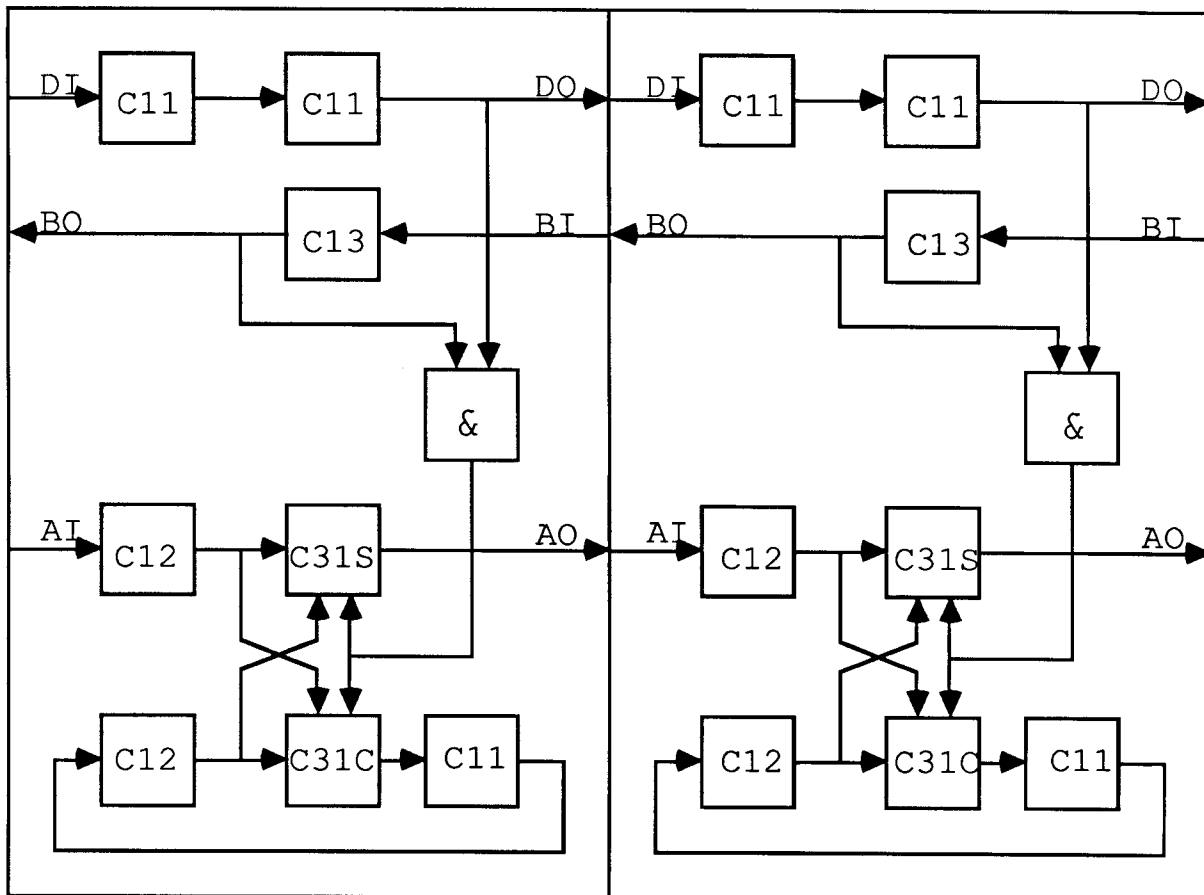 DI C11 C11 DO DI C11 C11 DO
BO C13 BI BO C13 BI
& &
AI C12 C31S AO AI C12 C31S AO
C12 C31C C11 C12 C31C C11